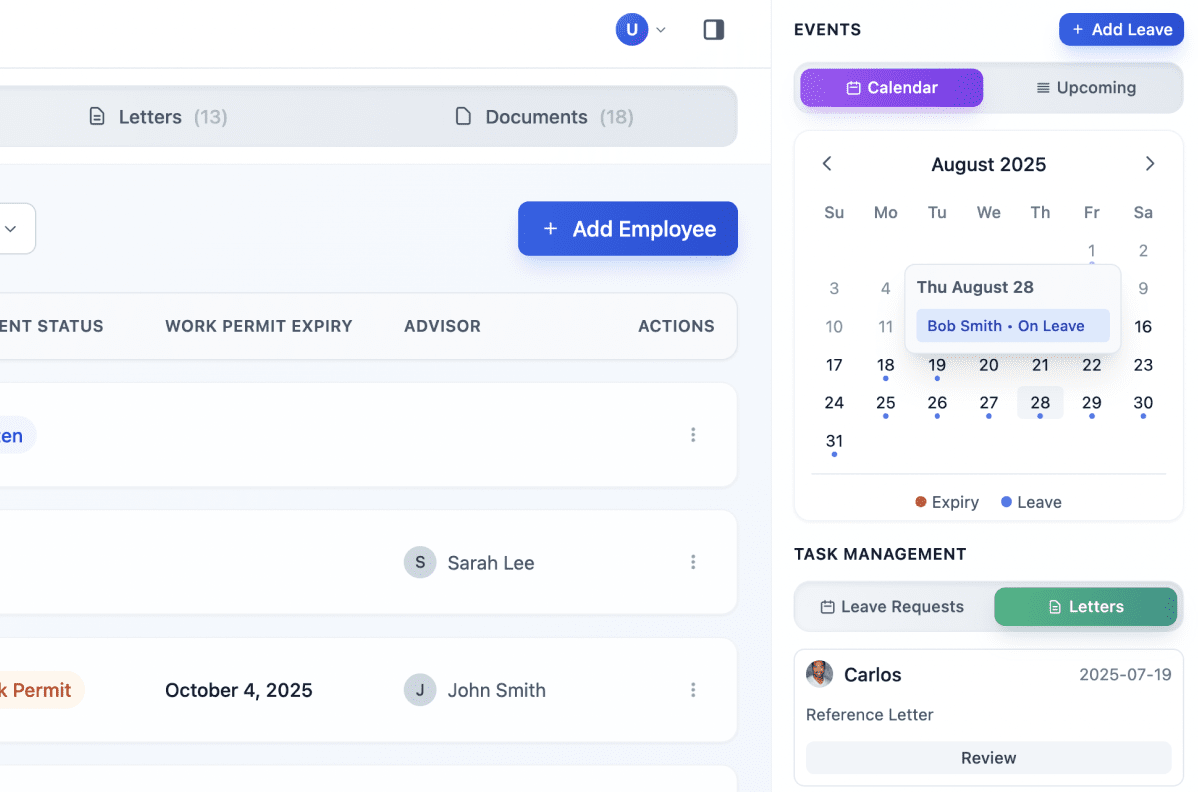 U
Letters (13)
Documents (18)
+ Add Employee
ENT STATUS
WORK PERMIT EXPIRY
ADVISOR
ACTIONS
ten
S Sarah Lee
k Permit
October 4, 2025
J John Smith
EVENTS
+ Add Leave
Calendar
Upcoming
August 2025
Su Mo Tu We Th Fr Sa
1 2
3 4 9
10 11 16
Thu August 28
Bob Smith • On Leave
17 18 19 20 21 22 23
24 25 26 27 28 29 30
31
Expiry
Leave
TASK MANAGEMENT
Leave Requests
Letters
Carlos
2025-07-19
Reference Letter
Review